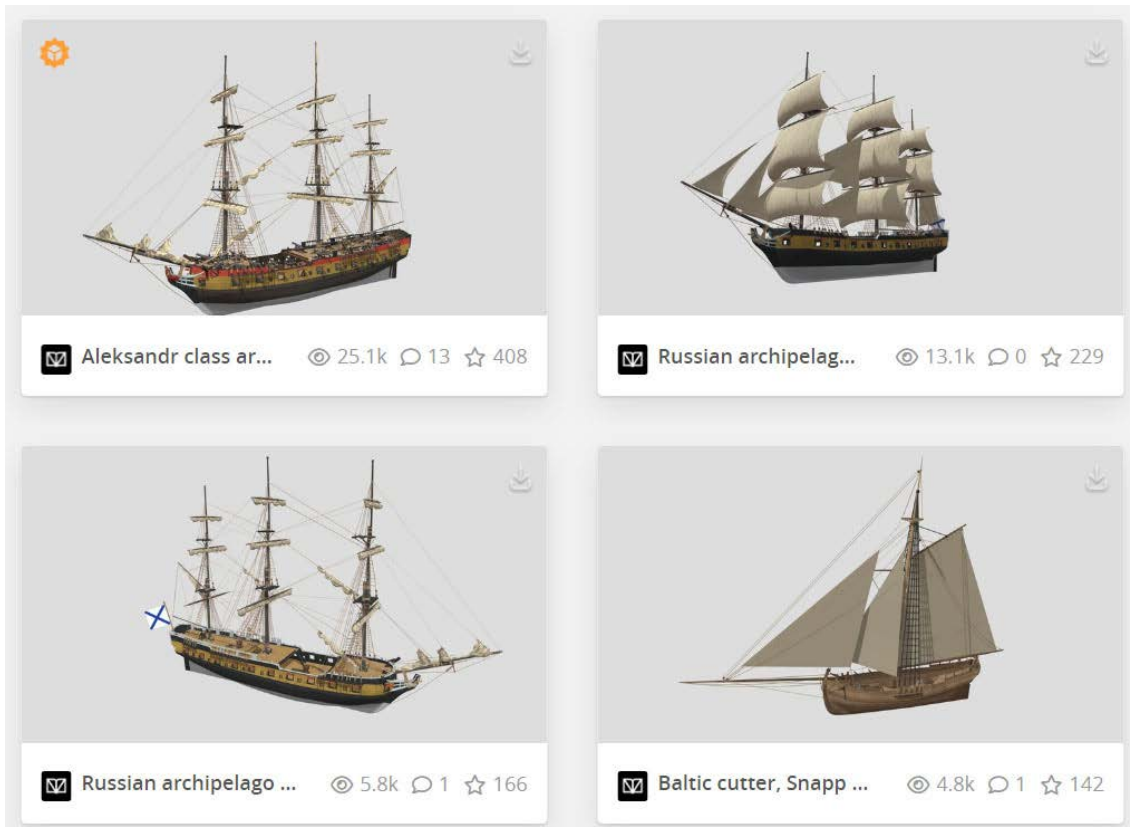 Aleksandr class ar... 25.1k 13 408
Russian archipelag... 13.1k 0 229
Russian archipelago ... 5.8k 1 166
Baltic cutter, Snapp ... 4.8k 1 142